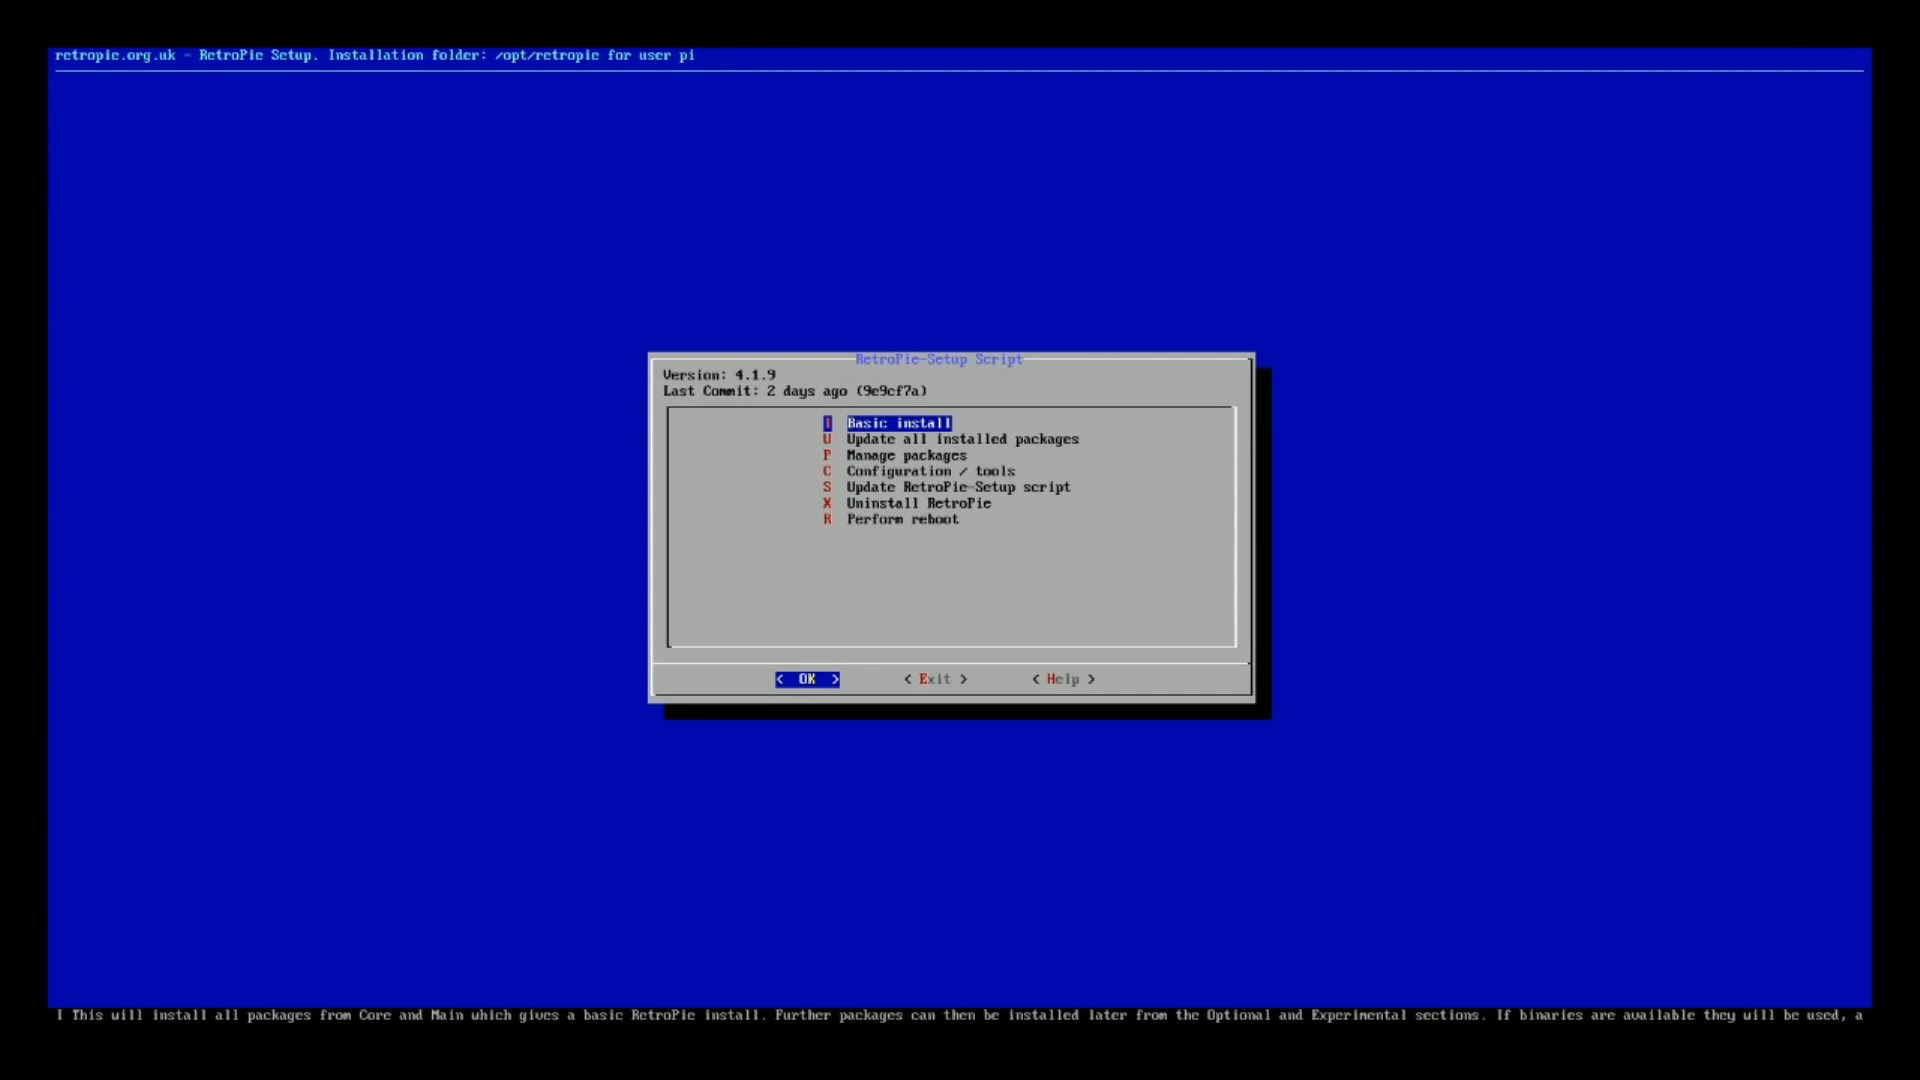 retropie.org.uk - RetroPie Setup. Installation folder: /opt/retropie for user pi
RetroPie-Setup Script
Version: 4.1.9
Last Commit: 2 days ago (9e9cf7a)
I Basic install
U Update all installed packages
P Manage packages
C Configuration / tools
S Update RetroPie-Setup script
X Uninstall RetroPie
R Perform reboot
< OK > < Exit > < Help >
I This will install all packages from Core and Main which gives a basic RetroPie install. Further packages can then be installed later from the Optional and Experimental sections. If binaries are available they will be used, a